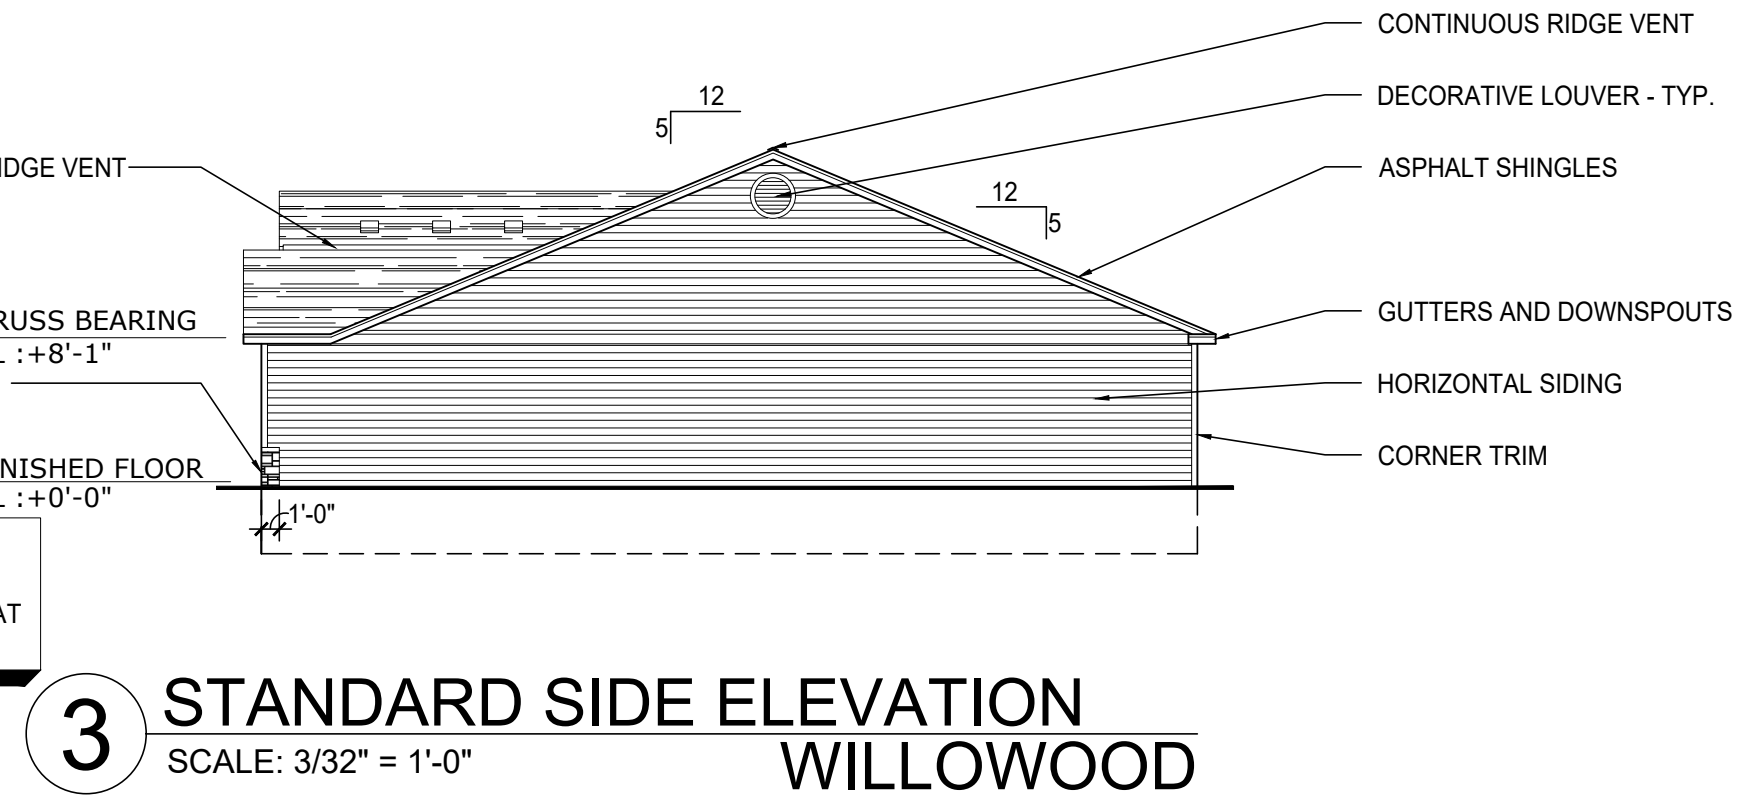 CONTINUOUS RIDGE VENT
12
5
DECORATIVE LOUVER - TYP.
IDGE VENT
ASPHALT SHINGLES
12
5
RUSS BEARING
GUTTERS AND DOWNSPOUTS
:+8'-1"
HORIZONTAL SIDING
NISHED FLOOR
CORNER TRIM
:+0'-0"
1'-0"
AT
3
STANDARD SIDE ELEVATION
SCALE: 3/32" = 1'-0"
WILLOWOOD